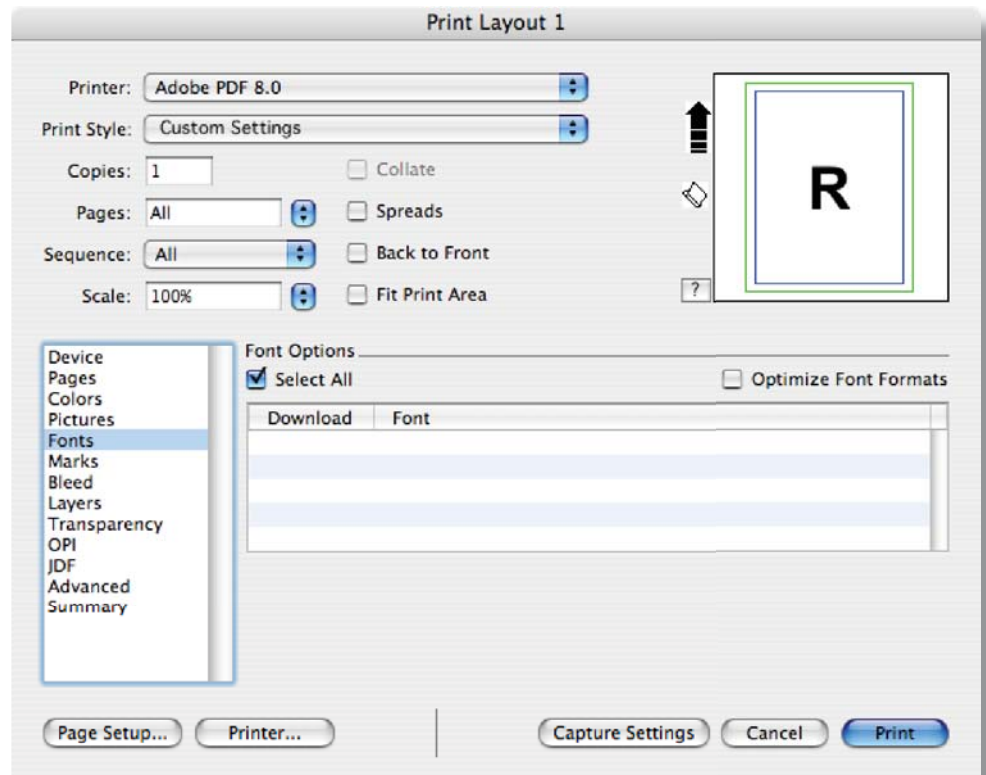 Print Layout 1
Printer: Adobe PDF 8.0
Print Style: Custom Settings
Copies: 1 Collate
Pages: All Spreads
Sequence: All Back to Front
Scale: 100% Fit Print Area
R
?
Device
Pages
Colors
Pictures
Fonts
Marks
Bleed
Layers
Transparency
OPI
JDF
Advanced
Summary
Font Options
Select All Optimize Font Formats
Download Font
Page Setup... Printer... Capture Settings Cancel Print